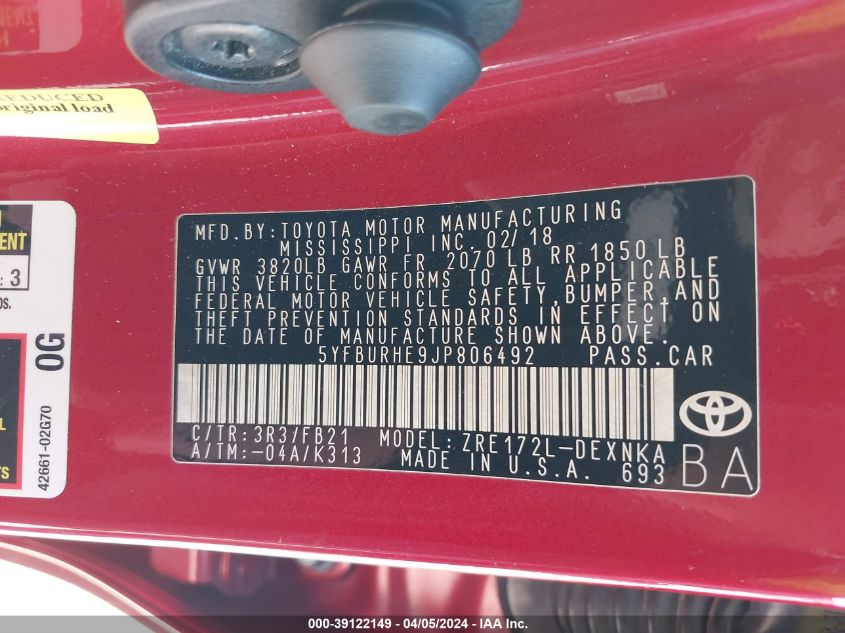 REDUCED
original load
MFD.BY:TOYOTA MOTOR MANUFACTURING
MISSISSIPPI INC. 02/18
GVWR 3820LB GAWR FR 2070LB RR 1850LB
THIS VEHICLE CONFORMS TO ALL APPLICABLE
FEDERAL MOTOR VEHICLE SAFETY,BUMPER,AND
THEFT PREVENTION STANDARDS IN EFFECT ON
THE DATE OF MANUFACTURE SHOWN ABOVE.
5YFBURHE9JP806492 PASS.CAR
C/TR:3R3/FB21 MODEL:ZRE172L-DEXNKA
A/TM:-04A/K313 MADE IN U.S.A. 693
BA
: 3
OG
42661-02G70
000-39122149 - 04/05/2024 - IAA Inc.